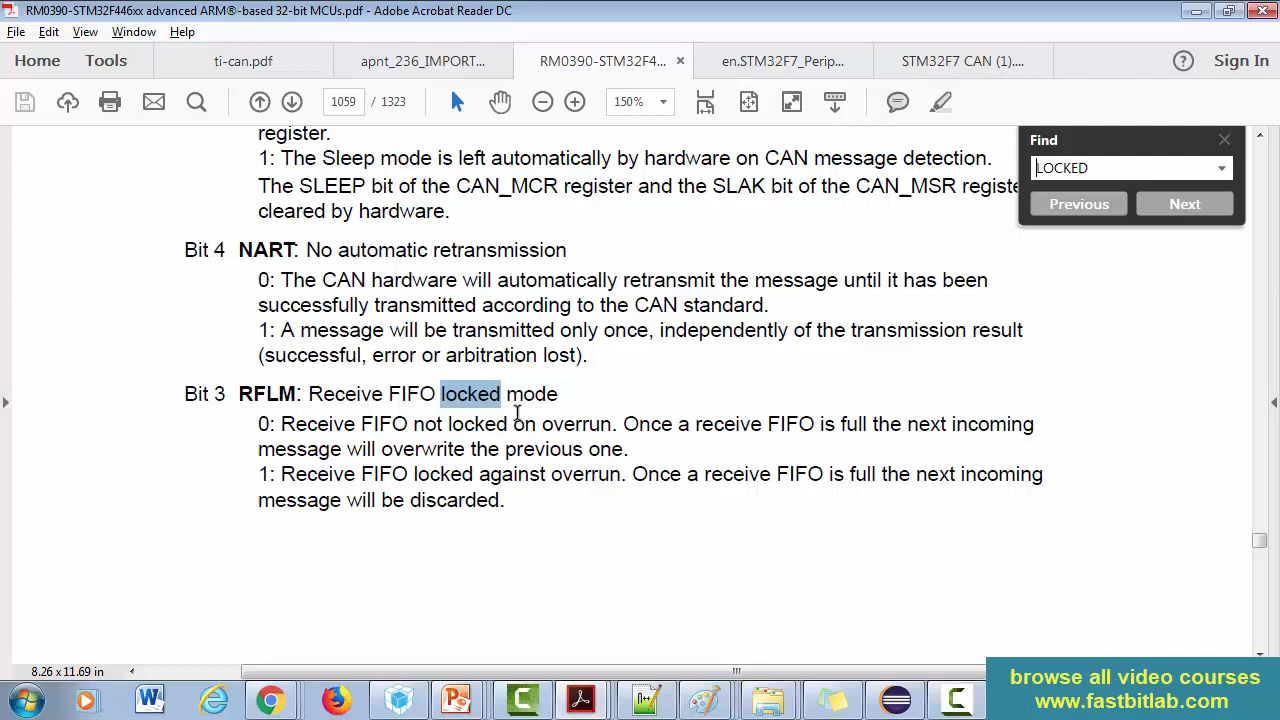 RM0390-STM32F446xx advanced ARM®-based 32-bit MCUs.pdf - Adobe Acrobat Reader DC
File Edit View Window Help
Home Tools ti-can.pdf apnt_236_IMPORT... RM0390-STM32F4... × en.STM32F7_Perip... STM32F7 CAN (1).... Sign In
1059 / 1323 150%
register.
1: The Sleep mode is left automatically by hardware on CAN message detection.
The SLEEP bit of the CAN_MCR register and the SLAK bit of the CAN_MSR registe
cleared by hardware.
Find
LOCKED
Previous Next
Bit 4 NART: No automatic retransmission
0: The CAN hardware will automatically retransmit the message until it has been
successfully transmitted according to the CAN standard.
1: A message will be transmitted only once, independently of the transmission result
(successful, error or arbitration lost).
Bit 3 RFLM: Receive FIFO locked mode
0: Receive FIFO not locked on overrun. Once a receive FIFO is full the next incoming
message will overwrite the previous one.
1: Receive FIFO locked against overrun. Once a receive FIFO is full the next incoming
message will be discarded.
8.26 x 11.69 in
browse all video courses
www.fastbitlab.com